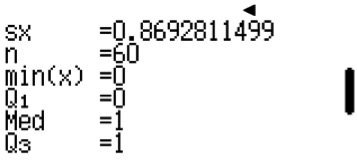 sx =0.8692811499
n =60
min(x) =0
Q₁ =0
Med =1
Q₃ =1